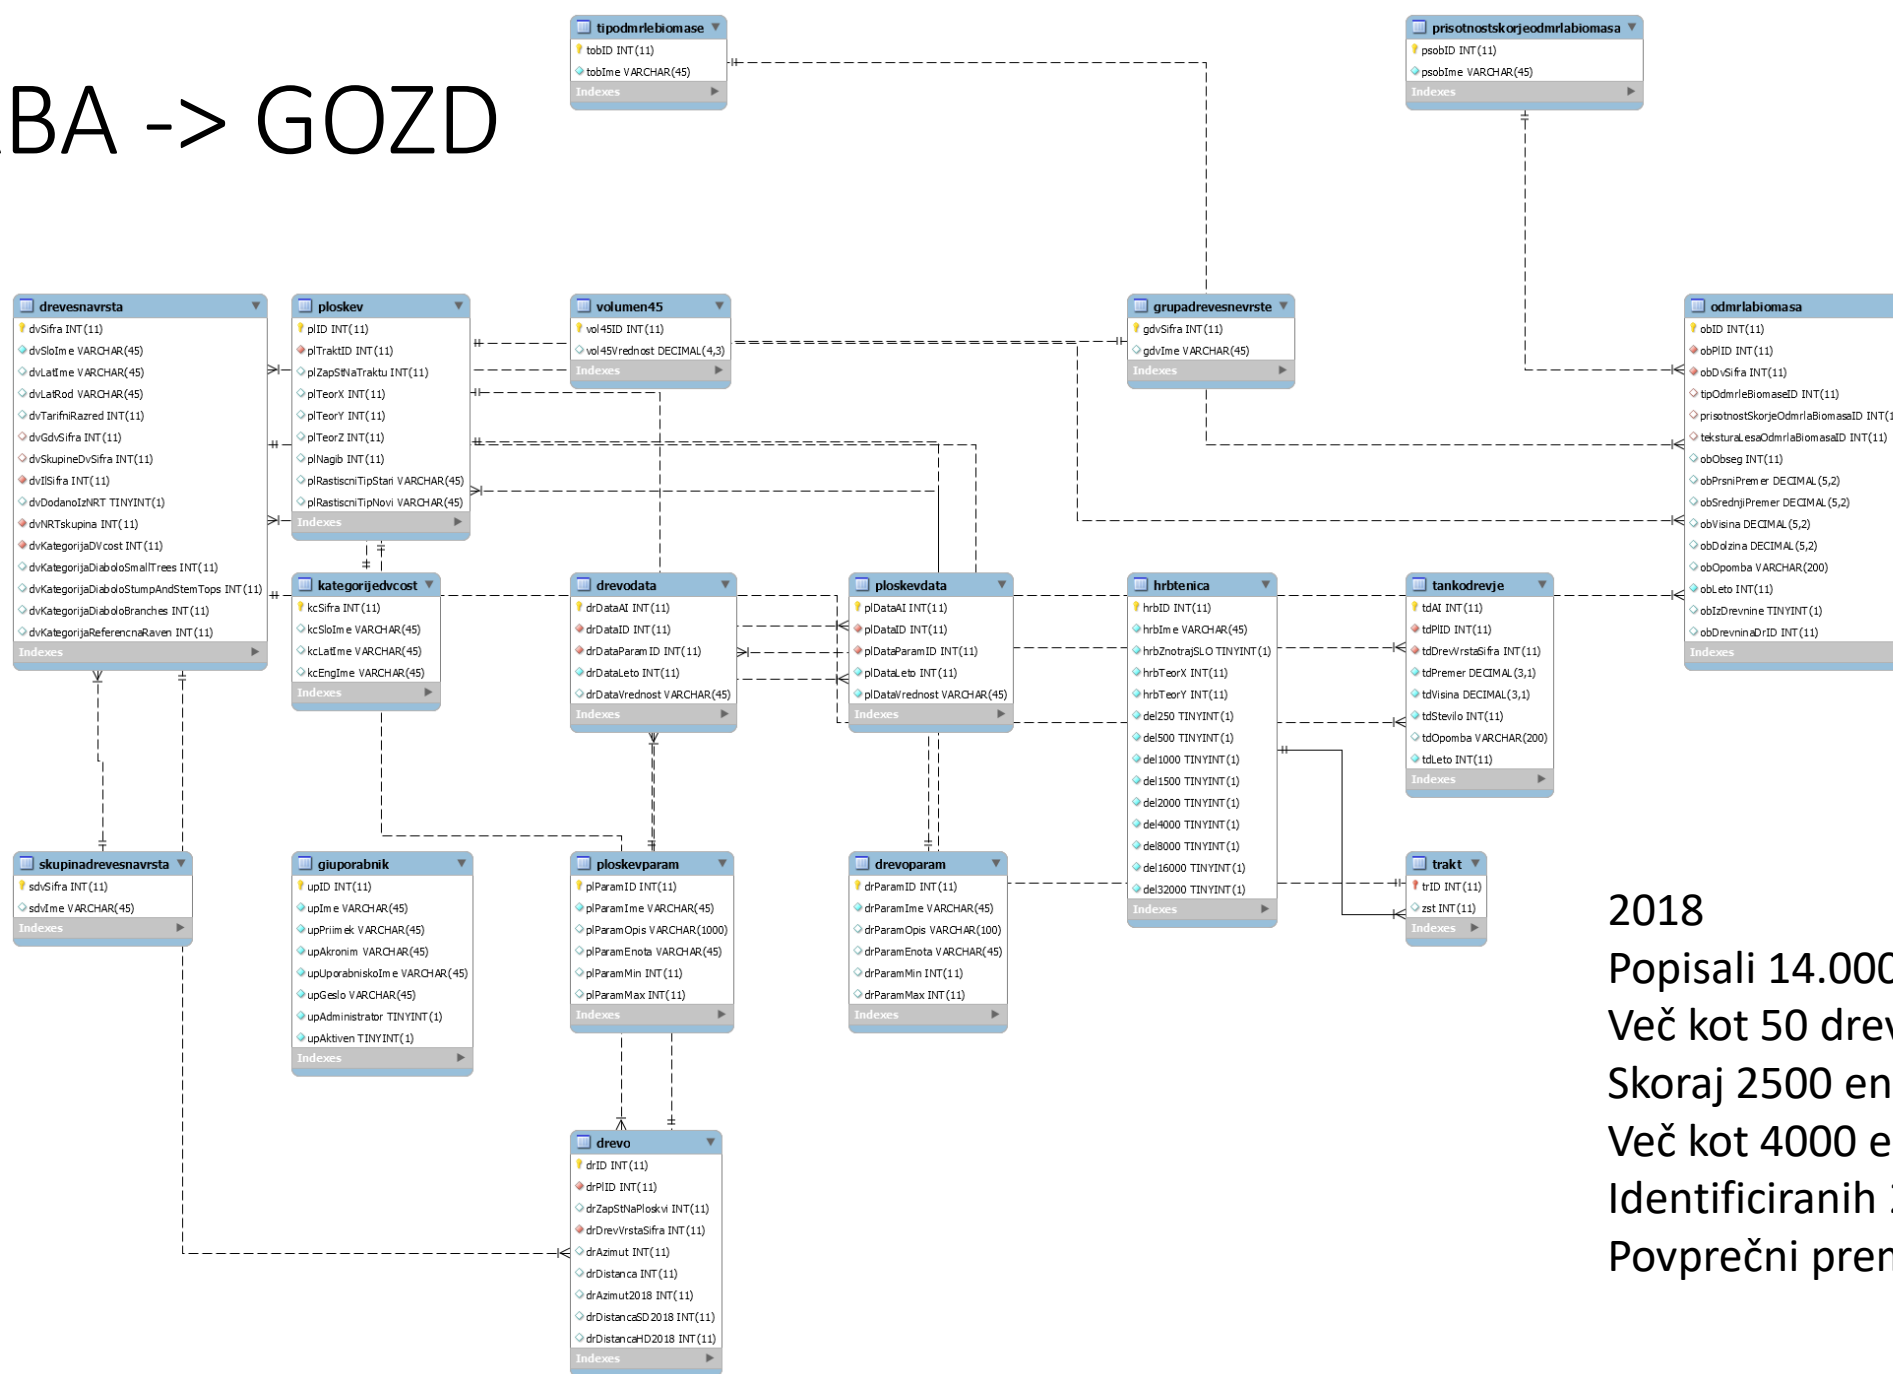 BA -> GOZD
tipodmrlebiomase
tobID INT(11)
tobIme VARCHAR(45)
Indexes
prisotnostskorjeodmrlabiomasa
psobID INT(11)
psobIme VARCHAR(45)
Indexes
drevesnavrsta
dvSifra INT(11)
dvSloIme VARCHAR(45)
dvLatIme VARCHAR(45)
dvLatRod VARCHAR(45)
dvTarifniRazred INT(11)
dvGdvSifra INT(11)
dvSkupineDvSifra INT(11)
dvIlSifra INT(11)
dvDodanoIzNRT TINYINT(1)
dvNRTskupina INT(11)
dvKategorijaDVcost INT(11)
dvKategorijaDiaboloSmallTrees INT(11)
dvKategorijaDiaboloStumpAndStemTops INT(11)
dvKategorijaDiaboloBranches INT(11)
dvKategorijaReferencnaRaven INT(11)
Indexes
ploskev
plID INT(11)
plTraktID INT(11)
plZapStNaTraktu INT(11)
plTeorX INT(11)
plTeorY INT(11)
plTeorZ INT(11)
plNagib INT(11)
plRastiscniTipStari VARCHAR(45)
plRastiscniTipNovi VARCHAR(45)
Indexes
volumen45
vol45ID INT(11)
vol45Vrednost DECIMAL(4,3)
Indexes
grupadrevesnevrste
gdvSifra INT(11)
gdvIme VARCHAR(45)
Indexes
odmrlabiomasa
obID INT(11)
obPlID INT(11)
obDvSifra INT(11)
tipOdmrleBiomaseID INT(11)
prisotnostSkorjeOdmrlaBiomasaID INT(1
teksturaLesaOdmrlaBiomasaID INT(11)
obObseg INT(11)
obPrsniPremer DECIMAL(5,2)
obSrednjiPremer DECIMAL(5,2)
obVisina DECIMAL(5,2)
obDolzina DECIMAL(5,2)
obOpomba VARCHAR(200)
obLeto INT(11)
obIzDrevnine TINYINT(1)
obDrevninaDrID INT(11)
Indexes
kategorijedvcost
kcSifra INT(11)
kcSloIme VARCHAR(45)
kcLatIme VARCHAR(45)
kcEngIme VARCHAR(45)
Indexes
drevodata
drDataAI INT(11)
drDataID INT(11)
drDataParamID INT(11)
drDataLeto INT(11)
drDataVrednost VARCHAR(45)
Indexes
ploskevdata
plDataAI INT(11)
plDataID INT(11)
plDataParamID INT(11)
plDataLeto INT(11)
plDataVrednost VARCHAR(45)
Indexes
hrbtenica
hrbID INT(11)
hrbIme VARCHAR(45)
hrbZnotrajSLO TINYINT(1)
hrbTeorX INT(11)
hrbTeorY INT(11)
del250 TINYINT(1)
del500 TINYINT(1)
del1000 TINYINT(1)
del1500 TINYINT(1)
del2000 TINYINT(1)
del4000 TINYINT(1)
del8000 TINYINT(1)
del16000 TINYINT(1)
del32000 TINYINT(1)
Indexes
tankodrevje
tdAI INT(11)
tdPlID INT(11)
tdDrevVrstaSifra INT(11)
tdPremer DECIMAL(3,1)
tdVisina DECIMAL(3,1)
tdStevilo INT(11)
tdOpomba VARCHAR(200)
tdLeto INT(11)
Indexes
skupinadrevesnavrsta
sdvSifra INT(11)
sdvIme VARCHAR(45)
Indexes
giuporabnik
upID INT(11)
upIme VARCHAR(45)
upPriimek VARCHAR(45)
upAkronim VARCHAR(45)
upUporabniskoIme VARCHAR(45)
upGeslo VARCHAR(45)
upAdministrator TINYINT(1)
upAktiven TINYINT(1)
Indexes
ploskevparam
plParamID INT(11)
plParamIme VARCHAR(45)
plParamOpis VARCHAR(1000)
plParamEnota VARCHAR(45)
plParamMin INT(11)
plParamMax INT(11)
Indexes
drevoparam
drParamID INT(11)
drParamIme VARCHAR(45)
drParamOpis VARCHAR(100)
drParamEnota VARCHAR(45)
drParamMin INT(11)
drParamMax INT(11)
Indexes
trakt
trID INT(11)
zst INT(11)
Indexes
drevo
drID INT(11)
drPlID INT(11)
drZapStNaPloskvi INT(11)
drDrevVrstaSifra INT(11)
drAzimut INT(11)
drDistanca INT(11)
drAzimut2018 INT(11)
drDistancaSD2018 INT(11)
drDistancaHD2018 INT(11)
Indexes
2018
Popisali 14.000
Več kot 50 drev
Skoraj 2500 en
Več kot 4000 e
Identificiranih
Povprečni